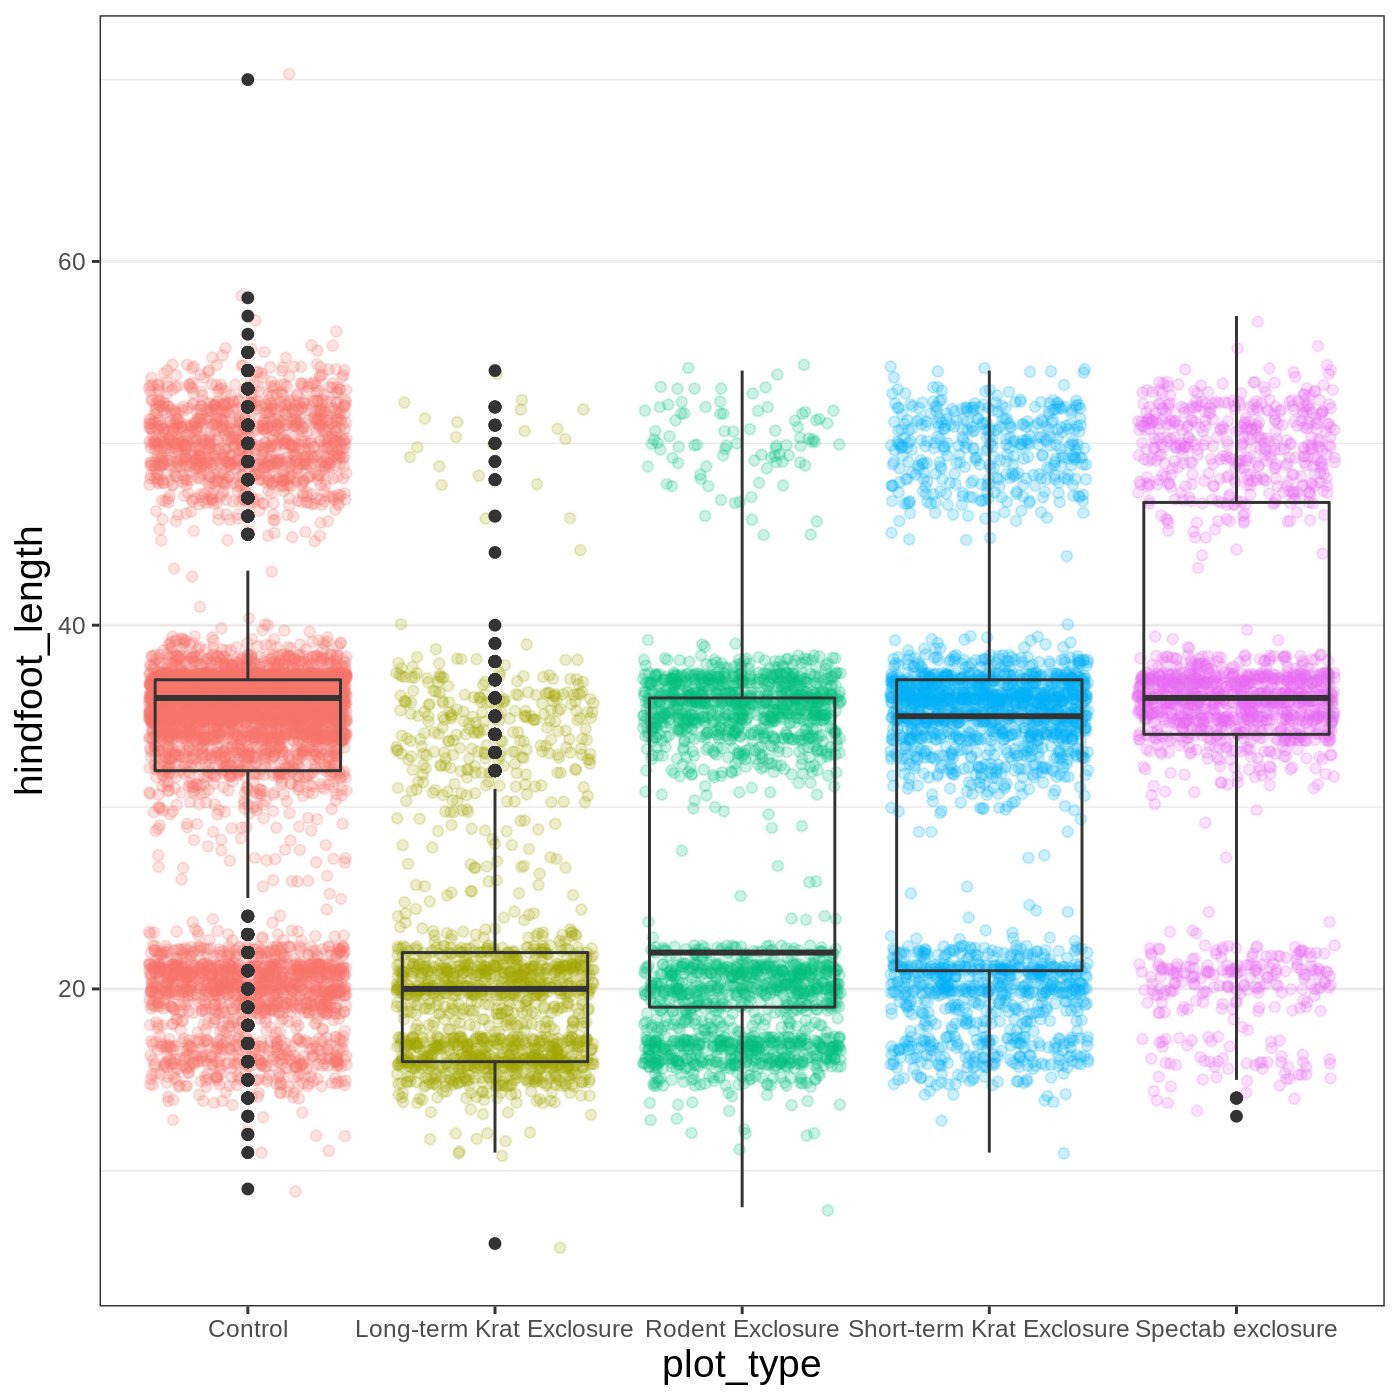 hindfoot_length
60
40
20
Control
Long-term Krat Exclosure
Rodent Exclosure
Short-term Krat Exclosure
Spectab exclosure
plot_type